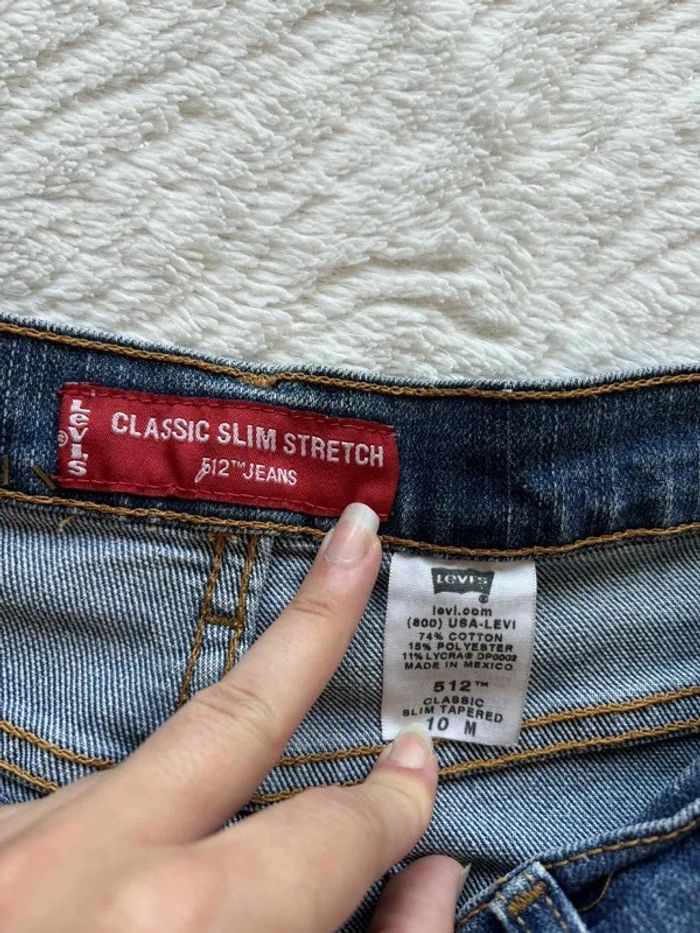 LEVI'S
®
CLASSIC SLIM STRETCH
512™ JEANS
LEVI'S
®
levi.com
(800) USA-LEVI
74% COTTON
15% POLYESTER
11% LYCRA® DP0002
MADE IN MEXICO
512™
CLASSIC
SLIM TAPERED
10 M